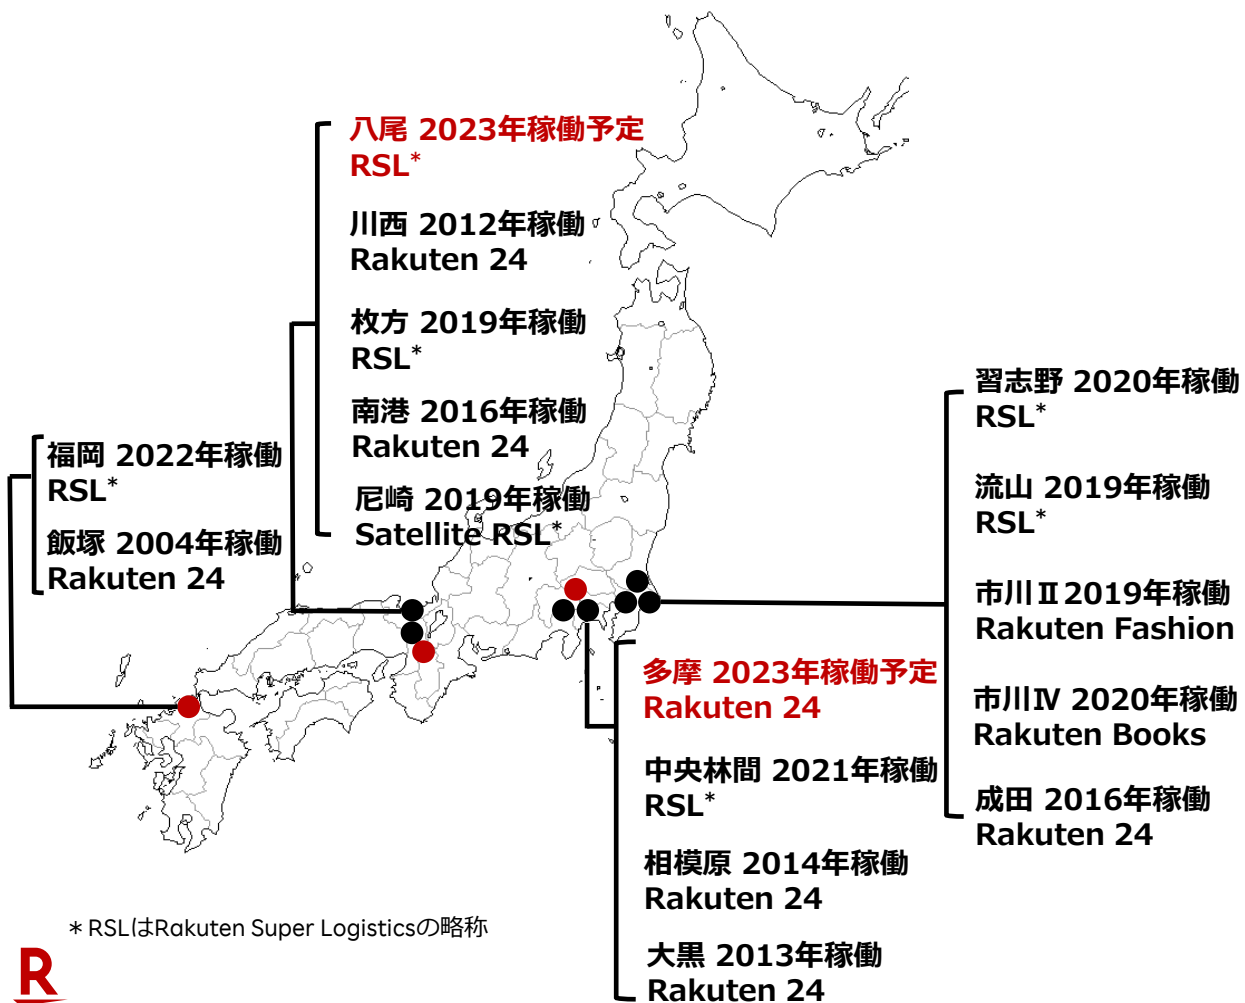 八尾 2023年稼働予定
RSL*
川西 2012年稼働
Rakuten 24
枚方 2019年稼働
RSL*
南港 2016年稼働
Rakuten 24
尼崎 2019年稼働
Satellite RSL*
福岡 2022年稼働
RSL*
飯塚 2004年稼働
Rakuten 24
習志野 2020年稼働
RSL*
流山 2019年稼働
RSL*
市川Ⅱ2019年稼働
Rakuten Fashion
市川Ⅳ 2020年稼働
Rakuten Books
成田 2016年稼働
Rakuten 24
多摩 2023年稼働予定
Rakuten 24
中央林間 2021年稼働
RSL*
相模原 2014年稼働
Rakuten 24
大黒 2013年稼働
Rakuten 24
＊RSLはRakuten Super Logisticsの略称
R